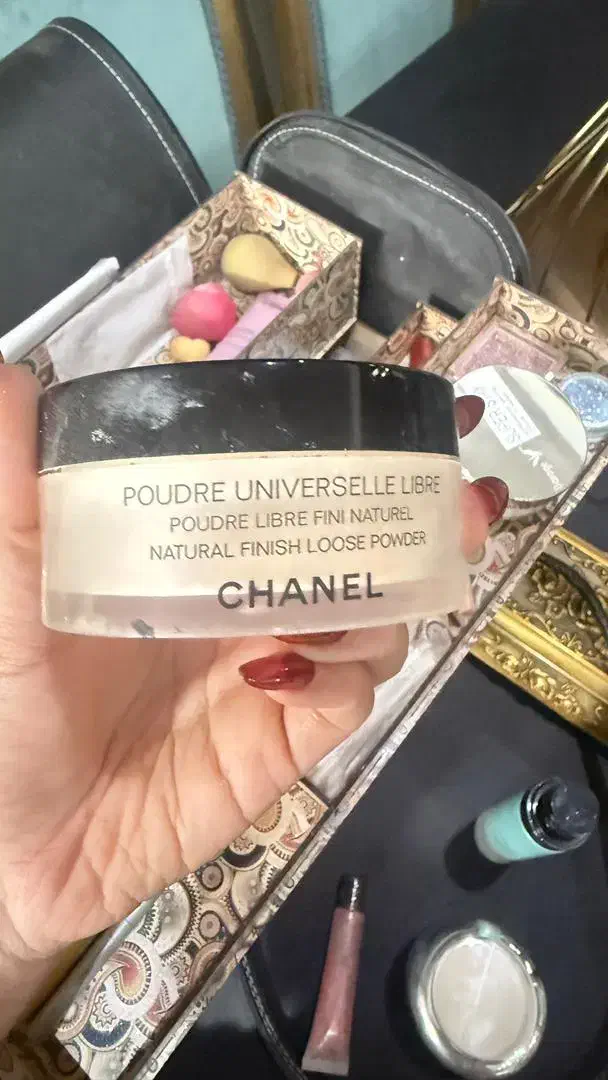 POUDRE UNIVERSELLE LIBRE
POUDRE LIBRE FINI NATUREL
NATURAL FINISH LOOSE POWDER
CHANEL